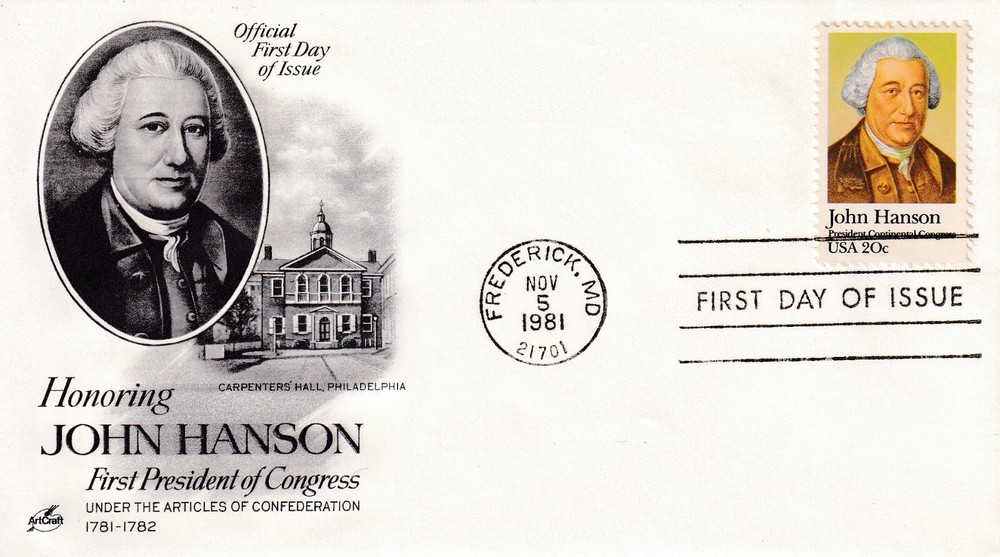 Official
First Day
of Issue
John Hanson
President Continental Congress
USA 20c
FREDERICK, MD
NOV
5
1981
21701
FIRST DAY OF ISSUE
CARPENTERS' HALL, PHILADELPHIA
Honoring
JOHN HANSON
First President of Congress
UNDER THE ARTICLES OF CONFEDERATION
1781-1782
ArtCraft